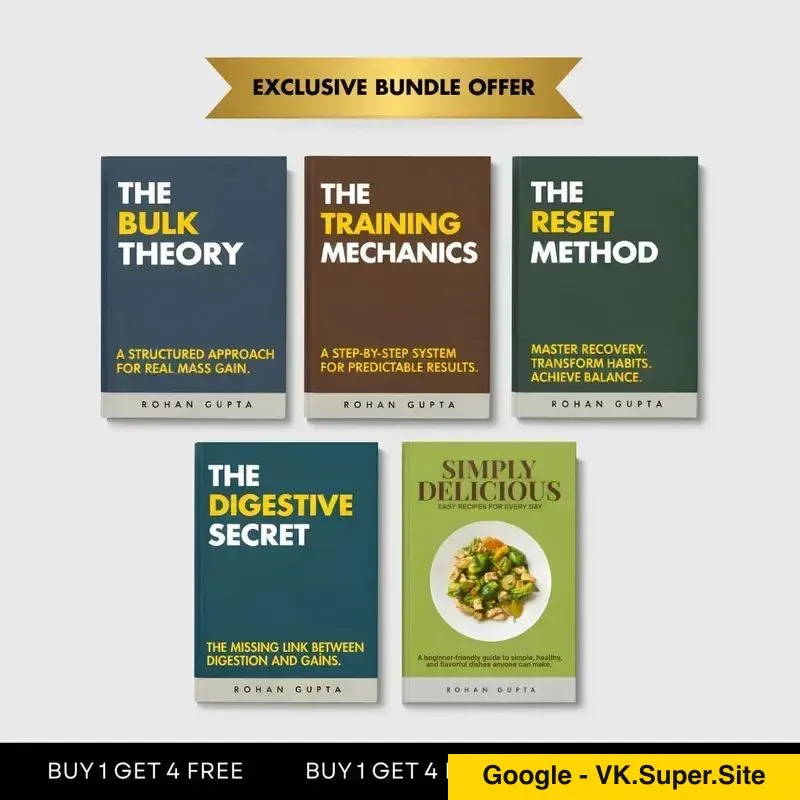 EXCLUSIVE BUNDLE OFFER
THE
BULK
THEORY
A STRUCTURED APPROACH
FOR REAL MASS GAIN.
ROHAN GUPTA
THE
TRAINING
MECHANICS
A STEP-BY-STEP SYSTEM
FOR PREDICTABLE RESULTS.
ROHAN GUPTA
THE
RESET
METHOD
MASTER RECOVERY.
TRANSFORM HABITS.
ACHIEVE BALANCE.
ROHAN GUPTA
THE
DIGESTIVE
SECRET
THE MISSING LINK BETWEEN
DIGESTION AND GAINS.
ROHAN GUPTA
SIMPLY
DELICIOUS
EASY RECIPES FOR EVERY DAY
A beginner-friendly guide to simple, healthy,
and flavorful dishes anyone can make.
ROHAN GUPTA
BUY 1 GET 4 FREE
BUY 1 GET 4
Google - VK.Super.Site